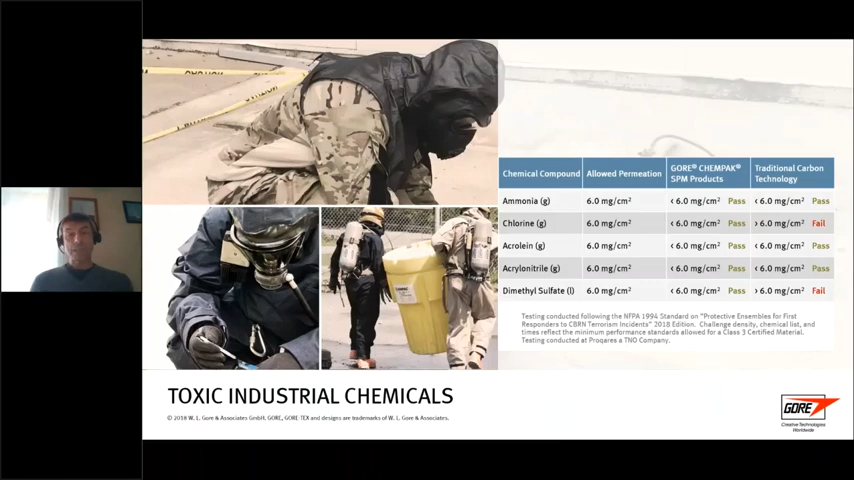 CAUTION
Chemical Compound Allowed Permeation GORE® CHEMPAK® SPM Products Traditional Carbon Technology
Ammonia (g) 6.0 mg/cm² < 6.0 mg/cm² Pass < 6.0 mg/cm² Pass
Chlorine (g) 6.0 mg/cm² < 6.0 mg/cm² Pass > 6.0 mg/cm² Fail
Acrolein (g) 6.0 mg/cm² < 6.0 mg/cm² Pass < 6.0 mg/cm² Pass
Acrylonitrile (g) 6.0 mg/cm² < 6.0 mg/cm² Pass < 6.0 mg/cm² Pass
Dimethyl Sulfate (l) 6.0 mg/cm² < 6.0 mg/cm² Pass > 6.0 mg/cm² Fail
Testing conducted following the NFPA 1994 Standard on "Protective Ensembles for First
Responders to CBRN Terrorism Incidents" 2018 Edition. Challenge density, chemical list, and
times reflect the minimum performance standards allowed for a Class 3 Certified Material.
Testing conducted at Proqares a TNO Company.
TOXIC INDUSTRIAL CHEMICALS
© 2018 W. L. Gore & Associates GmbH. GORE, GORE-TEX and designs are trademarks of W. L. Gore & Associates.
GORE
Creative Technologies
Worldwide